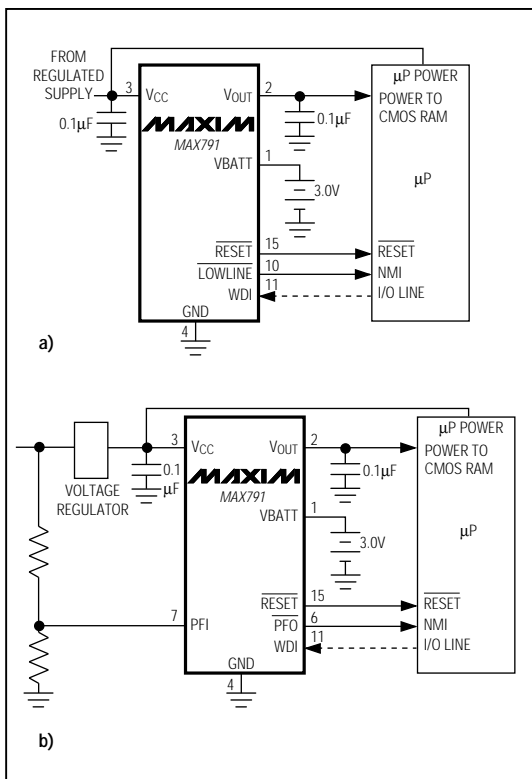 FROM
REGULATED
SUPPLY
3
VCC
0.1µF
VOUT
2
0.1µF
MAXIM
MAX791
VBATT
1
3.0V
µP POWER
POWER TO
CMOS RAM
µP
RESET
15
RESET
LOWLINE
10
NMI
WDI
11
I/O LINE
GND
4
a)
VOLTAGE
REGULATOR
3
VCC
0.1
µF
VOUT
2
0.1µF
MAXIM
MAX791
VBATT
1
3.0V
µP POWER
POWER TO
CMOS RAM
µP
RESET
15
RESET
7
PFI
PFO
6
NMI
WDI
11
I/O LINE
GND
4
b)